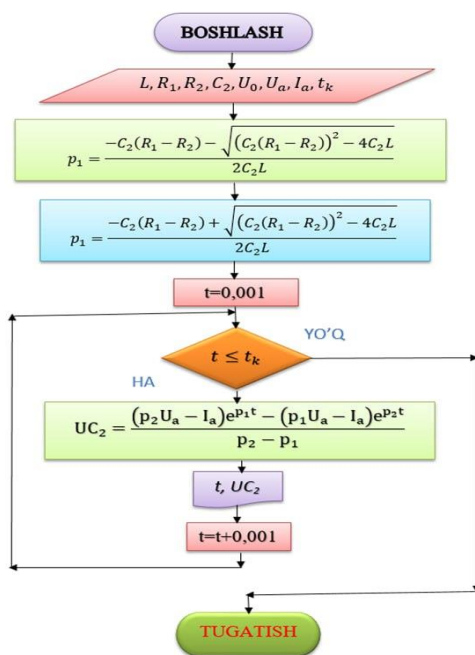 BOSHLASH
L, R₁, R₂, C₂, U₀, Uₐ, Iₐ, tₖ
p₁ = (−C₂(R₁ − R₂) − √((C₂(R₁ − R₂))² − 4C₂L)) / 2C₂L
p₁ = (−C₂(R₁ − R₂) + √((C₂(R₁ − R₂))² − 4C₂L)) / 2C₂L
t=0,001
YO'Q
t ≤ tₖ
HA
UC₂ = ((p₂Uₐ − Iₐ)e^{p₁t} − (p₁Uₐ − Iₐ)e^{p₂t}) / (p₂ − p₁)
t, UC₂
t=t+0,001
TUGATISH